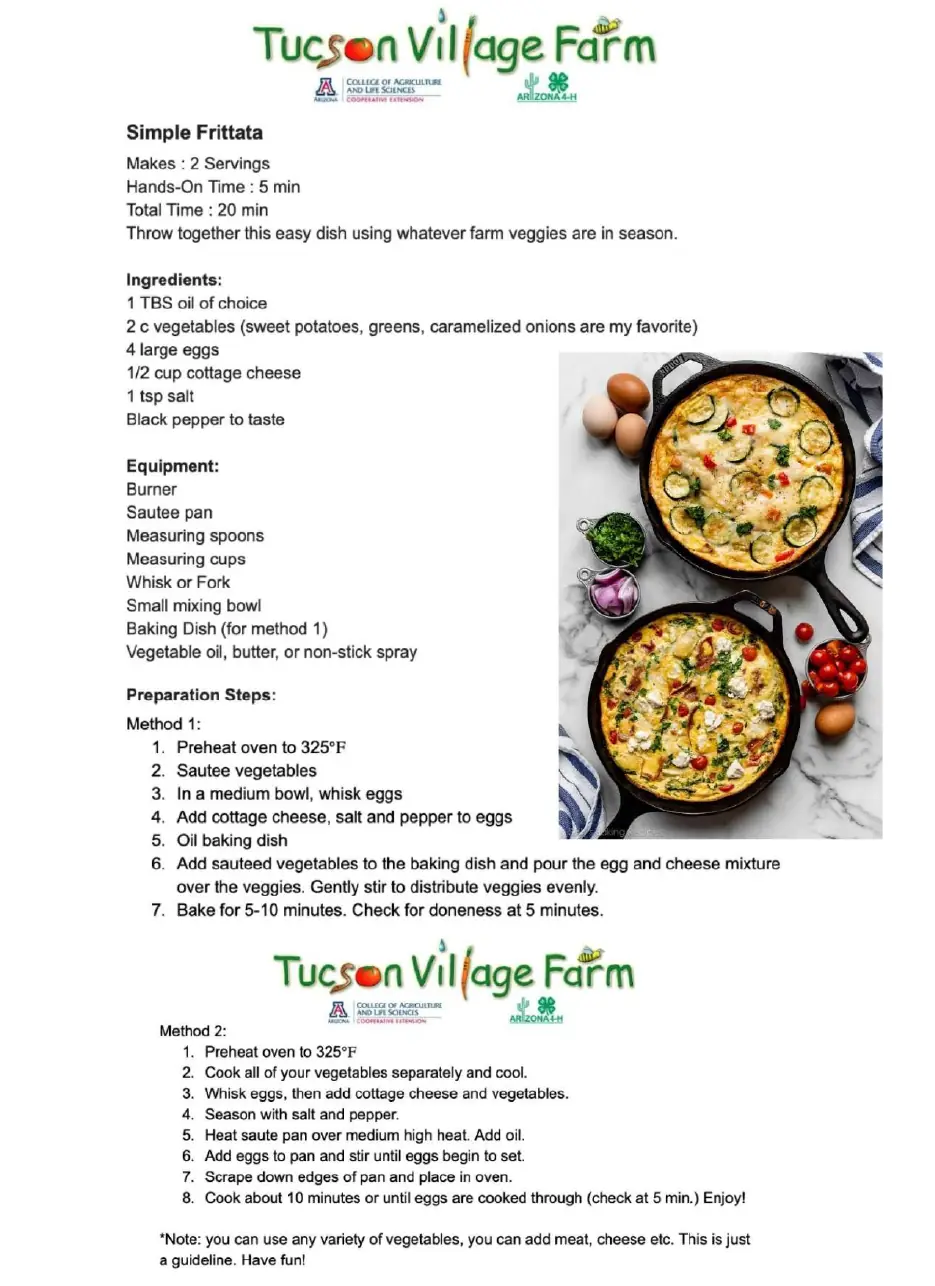 Tucson Village Farm
COLLEGE OF AGRICULTURE
AND LIFE SCIENCES
ARIZONA COOPERATIVE EXTENSION
ARIZONA 4-H
Simple Frittata
Makes : 2 Servings
Hands-On Time : 5 min
Total Time : 20 min
Throw together this easy dish using whatever farm veggies are in season.
Ingredients:
1 TBS oil of choice
2 c vegetables (sweet potatoes, greens, caramelized onions are my favorite)
4 large eggs
1/2 cup cottage cheese
1 tsp salt
Black pepper to taste
Equipment:
Burner
Sautee pan
Measuring spoons
Measuring cups
Whisk or Fork
Small mixing bowl
Baking Dish (for method 1)
Vegetable oil, butter, or non-stick spray
Preparation Steps:
Method 1:
1. Preheat oven to 325°F
2. Sautee vegetables
3. In a medium bowl, whisk eggs
4. Add cottage cheese, salt and pepper to eggs
5. Oil baking dish
6. Add sauteed vegetables to the baking dish and pour the egg and cheese mixture
over the veggies. Gently stir to distribute veggies evenly.
7. Bake for 5-10 minutes. Check for doneness at 5 minutes.
Tucson Village Farm
COLLEGE OF AGRICULTURE
AND LIFE SCIENCES
ARIZONA COOPERATIVE EXTENSION
ARIZONA 4-H
Method 2:
1. Preheat oven to 325°F
2. Cook all of your vegetables separately and cool.
3. Whisk eggs, then add cottage cheese and vegetables.
4. Season with salt and pepper.
5. Heat saute pan over medium high heat. Add oil.
6. Add eggs to pan and stir until eggs begin to set.
7. Scrape down edges of pan and place in oven.
8. Cook about 10 minutes or until eggs are cooked through (check at 5 min.) Enjoy!
*Note: you can use any variety of vegetables, you can add meat, cheese etc. This is just
a guideline. Have fun!